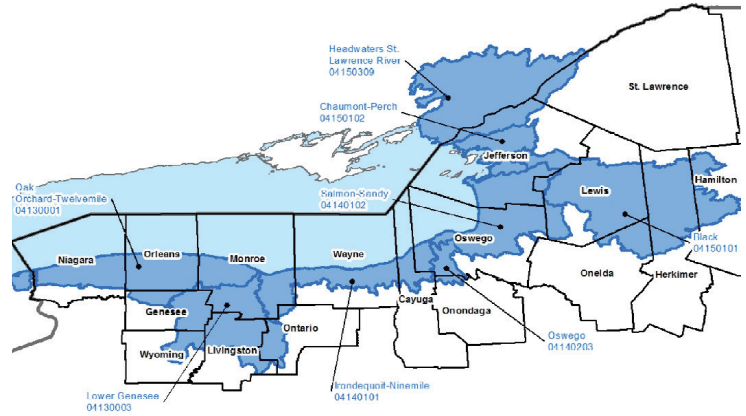 Headwaters St.
Lawrence River
04150309
St. Lawrence
Chaumont-Perch
04150102
Jefferson
Hamilton
Oak
Orchard-Twelvemile
04130001
Salmon-Sandy
04140102
Lewis
Black
04150101
Oswego
Niagara
Orleans
Monroe
Wayne
Oneida
Herkimer
Cayuga
Onondaga
Genesee
Ontario
Oswego
04140203
Wyoming
Livingston
Lower Genesee
04130003
Irondequoit-Ninemile
04140101